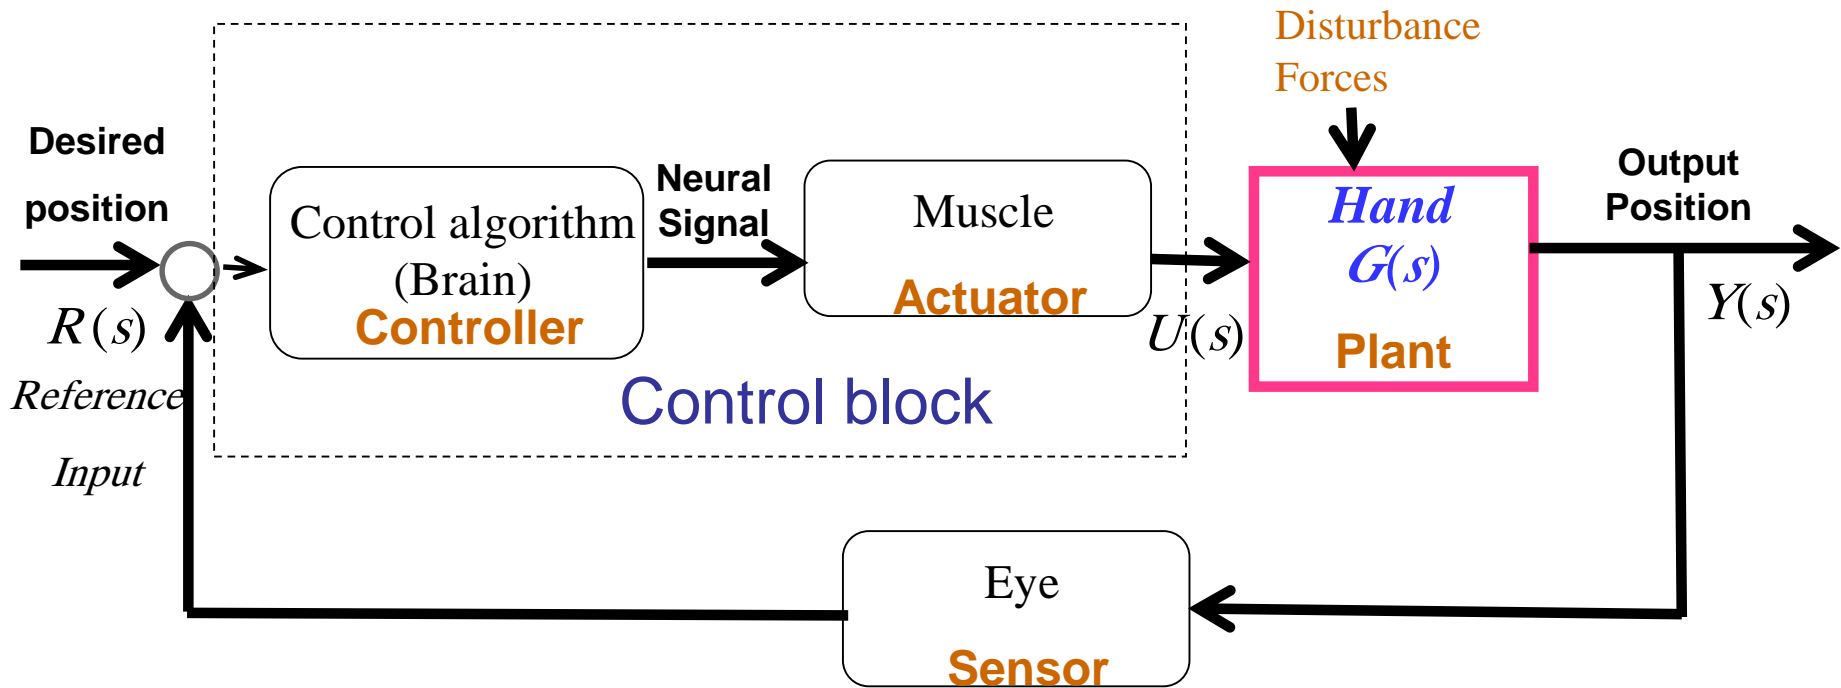 Disturbance
Forces
Desired
position
R(s)
Reference
Input
Control algorithm
(Brain)
Controller
Neural
Signal
Muscle
Actuator
U(s)
Control block
Hand
G(s)
Plant
Output
Position
Y(s)
Eye
Sensor